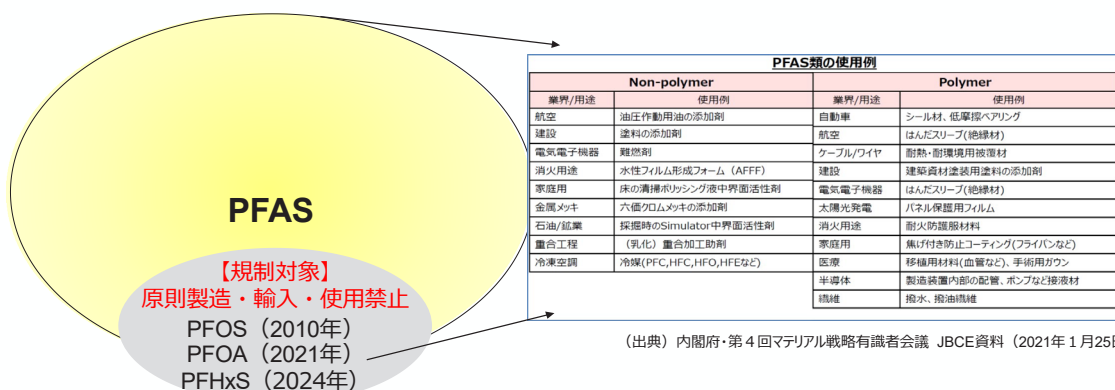 PFAS
【規制対象】
原則製造・輸入・使用禁止
PFOS（2010年）
PFOA（2021年）
PFHxS（2024年）
PFAS類の使用例
Non-polymer Polymer
業界/用途 使用例 業界/用途 使用例
航空 油圧作動用油の添加剤 自動車 シール材、低摩擦ベアリング
建設 塗料の添加剤 航空 はんだスリーブ(絶縁材)
電気電子機器 難燃剤 ケーブル/ワイヤ 耐熱・耐環境用被覆材
消火用途 水性フィルム形成フォーム（AFFF） 建設 建築資材塗装用塗料の添加剤
家庭用 床の清掃ポリッシング液中界面活性剤 電気電子機器 はんだスリーブ(絶縁材)
金属メッキ 六価クロムメッキの添加剤 太陽光発電 パネル保護用フィルム
石油/鉱業 採掘時のSimulator中界面活性剤 消火用途 耐火防護服材料
重合工程 （乳化）重合加工助剤 家庭用 焦げ付き防止コーティング(フライパンなど)
冷凍空調 冷媒(PFC,HFC,HFO,HFEなど) 医療 移植用材料(血管など)、手術用ガウン
半導体 製造装置内部の配管、ポンプなど接液材
繊維 撥水、撥油繊維
（出典）内閣府・第４回マテリアル戦略有識者会議 JBCE資料（2021年１月25日